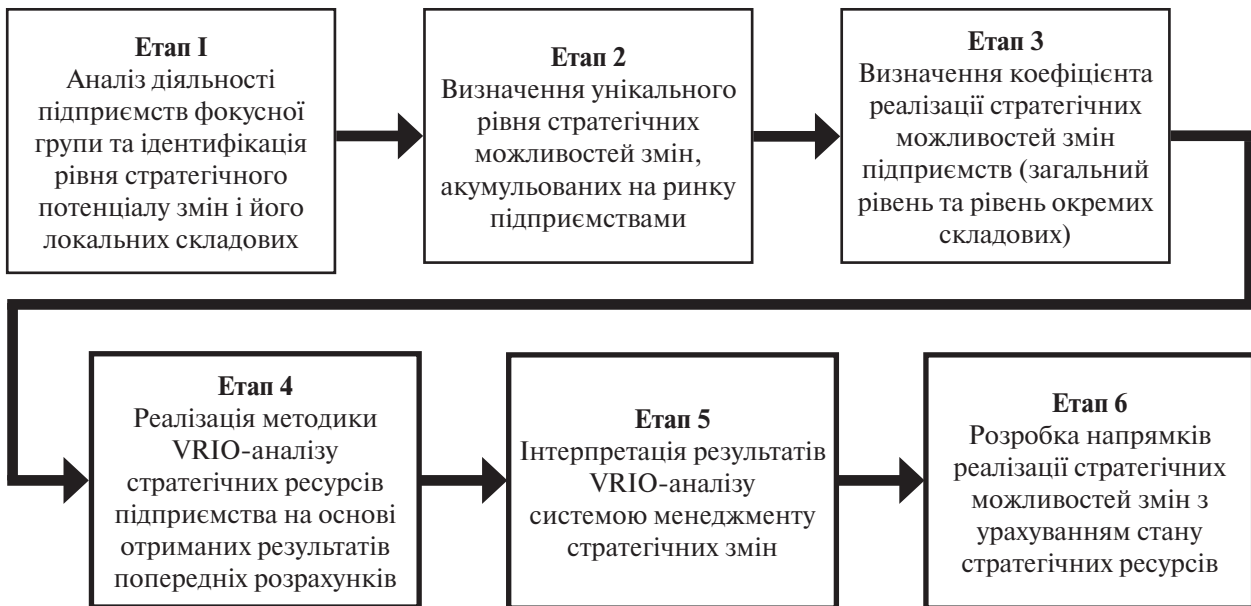 Етап I
Аналіз діяльності
підприємств фокусної
групи та ідентифікація
рівня стратегічного
потенціалу змін і його
локальних складових
Етап 2
Визначення унікального
рівня стратегічних
можливостей змін,
акумульованих на ринку
підприємствами
Етап 3
Визначення коефіцієнта
реалізації стратегічних
можливостей змін
підприємств (загальний
рівень та рівень окремих
складових)
Етап 4
Реалізація методики
VRIO-аналізу
стратегічних ресурсів
підприємства на основі
отриманих результатів
попередніх розрахунків
Етап 5
Інтерпретація результатів
VRIO-аналізу
системою менеджменту
стратегічних змін
Етап 6
Розробка напрямків
реалізації стратегічних
можливостей змін з
урахуванням стану
стратегічних ресурсів